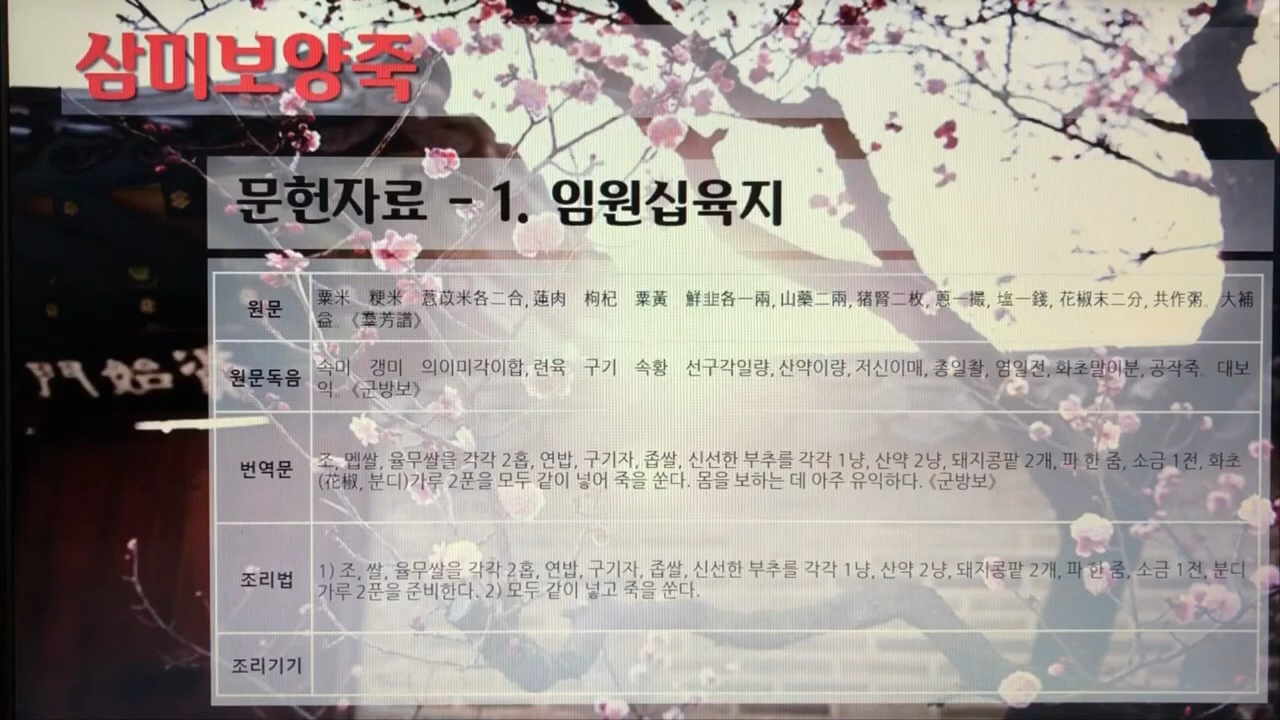 삼미보양죽
문헌자료 - 1. 임원십육지
원문
粟米 粳米 薏苡米各二合, 蓮肉 枸杞 粟黃 鮮韭各一兩, 山藥二兩, 猪腎二枚, 蔥一撮, 塩一錢, 花椒末二分, 共作粥。大補
益。《羣芳譜》
원문독음
속미 갱미 의이미각이합, 련육 구기 속황 선구각일량, 산약이량, 저신이매, 총일촬, 염일전, 화초말이분, 공작죽。대보
익。《군방보》
번역문
조, 멥쌀, 율무쌀을 각각 2홉, 연밥, 구기자, 좁쌀, 신선한 부추를 각각 1냥, 산약 2냥, 돼지콩팥 2개, 파 한 줌, 소금 1전, 화초
(花椒, 분디)가루 2푼을 모두 같이 넣어 죽을 쑨다. 몸을 보하는 데 아주 유익하다.《군방보》
조리법
1) 조, 쌀, 율무쌀을 각각 2홉, 연밥, 구기자, 좁쌀, 신선한 부추를 각각 1냥, 산약 2냥, 돼지콩팥 2개, 파 한 줌, 소금 1전, 분디
가루 2푼을 준비한다. 2) 모두 같이 넣고 죽을 쑨다.
조리기기
門始